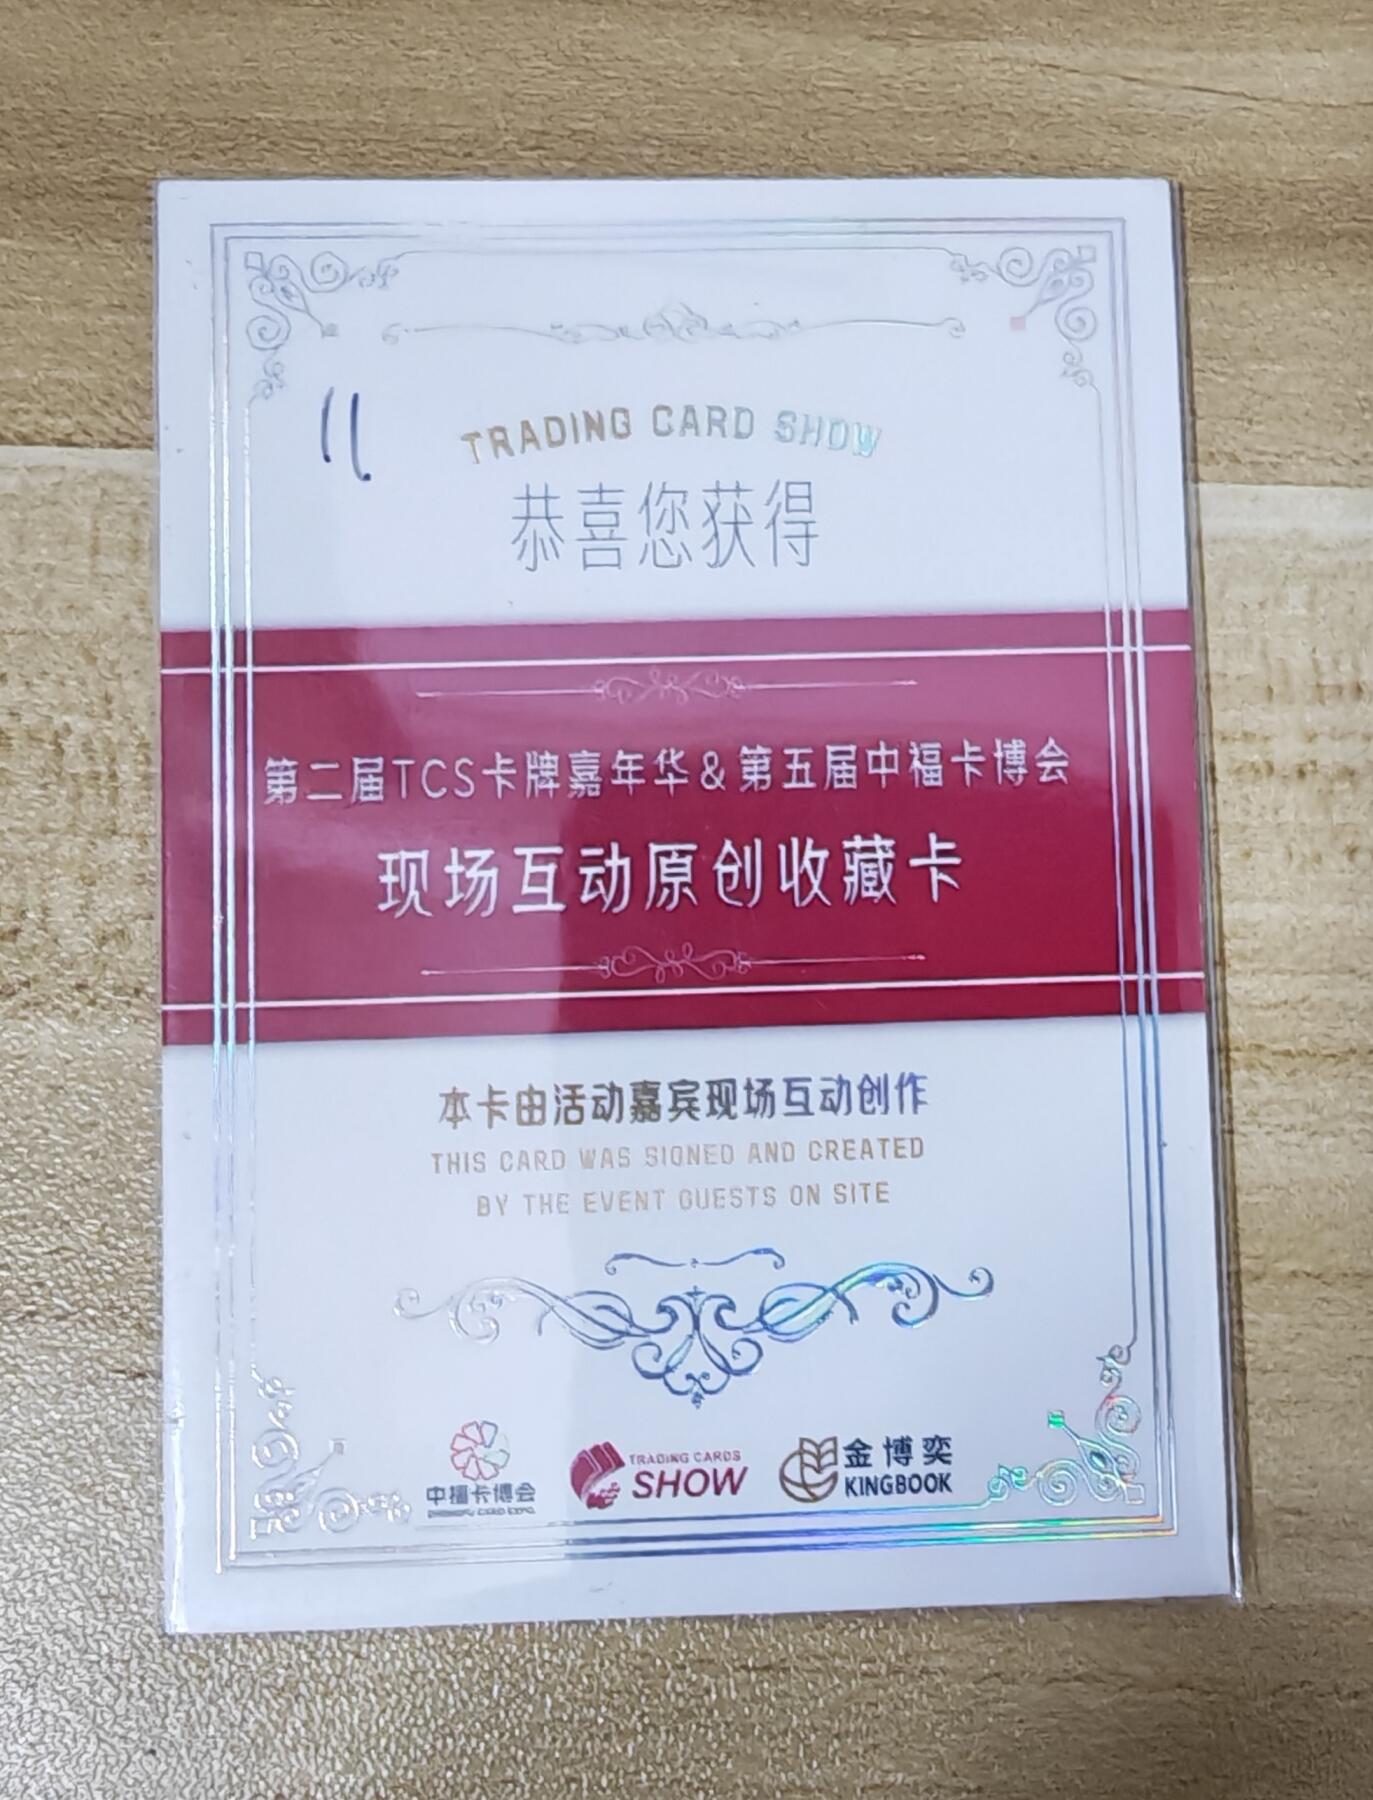 11
TRADING CARD SHOW
恭喜您获得
第二届TCS卡牌嘉年华&第五届中福卡博会
现场互动原创收藏卡
本卡由活动嘉宾现场互动创作
THIS CARD WAS SIGNED AND CREATED
BY THE EVENT GUESTS ON SITE
中福卡博会
TRADING CARDS
SHOW
金博奕
KINGBOOK